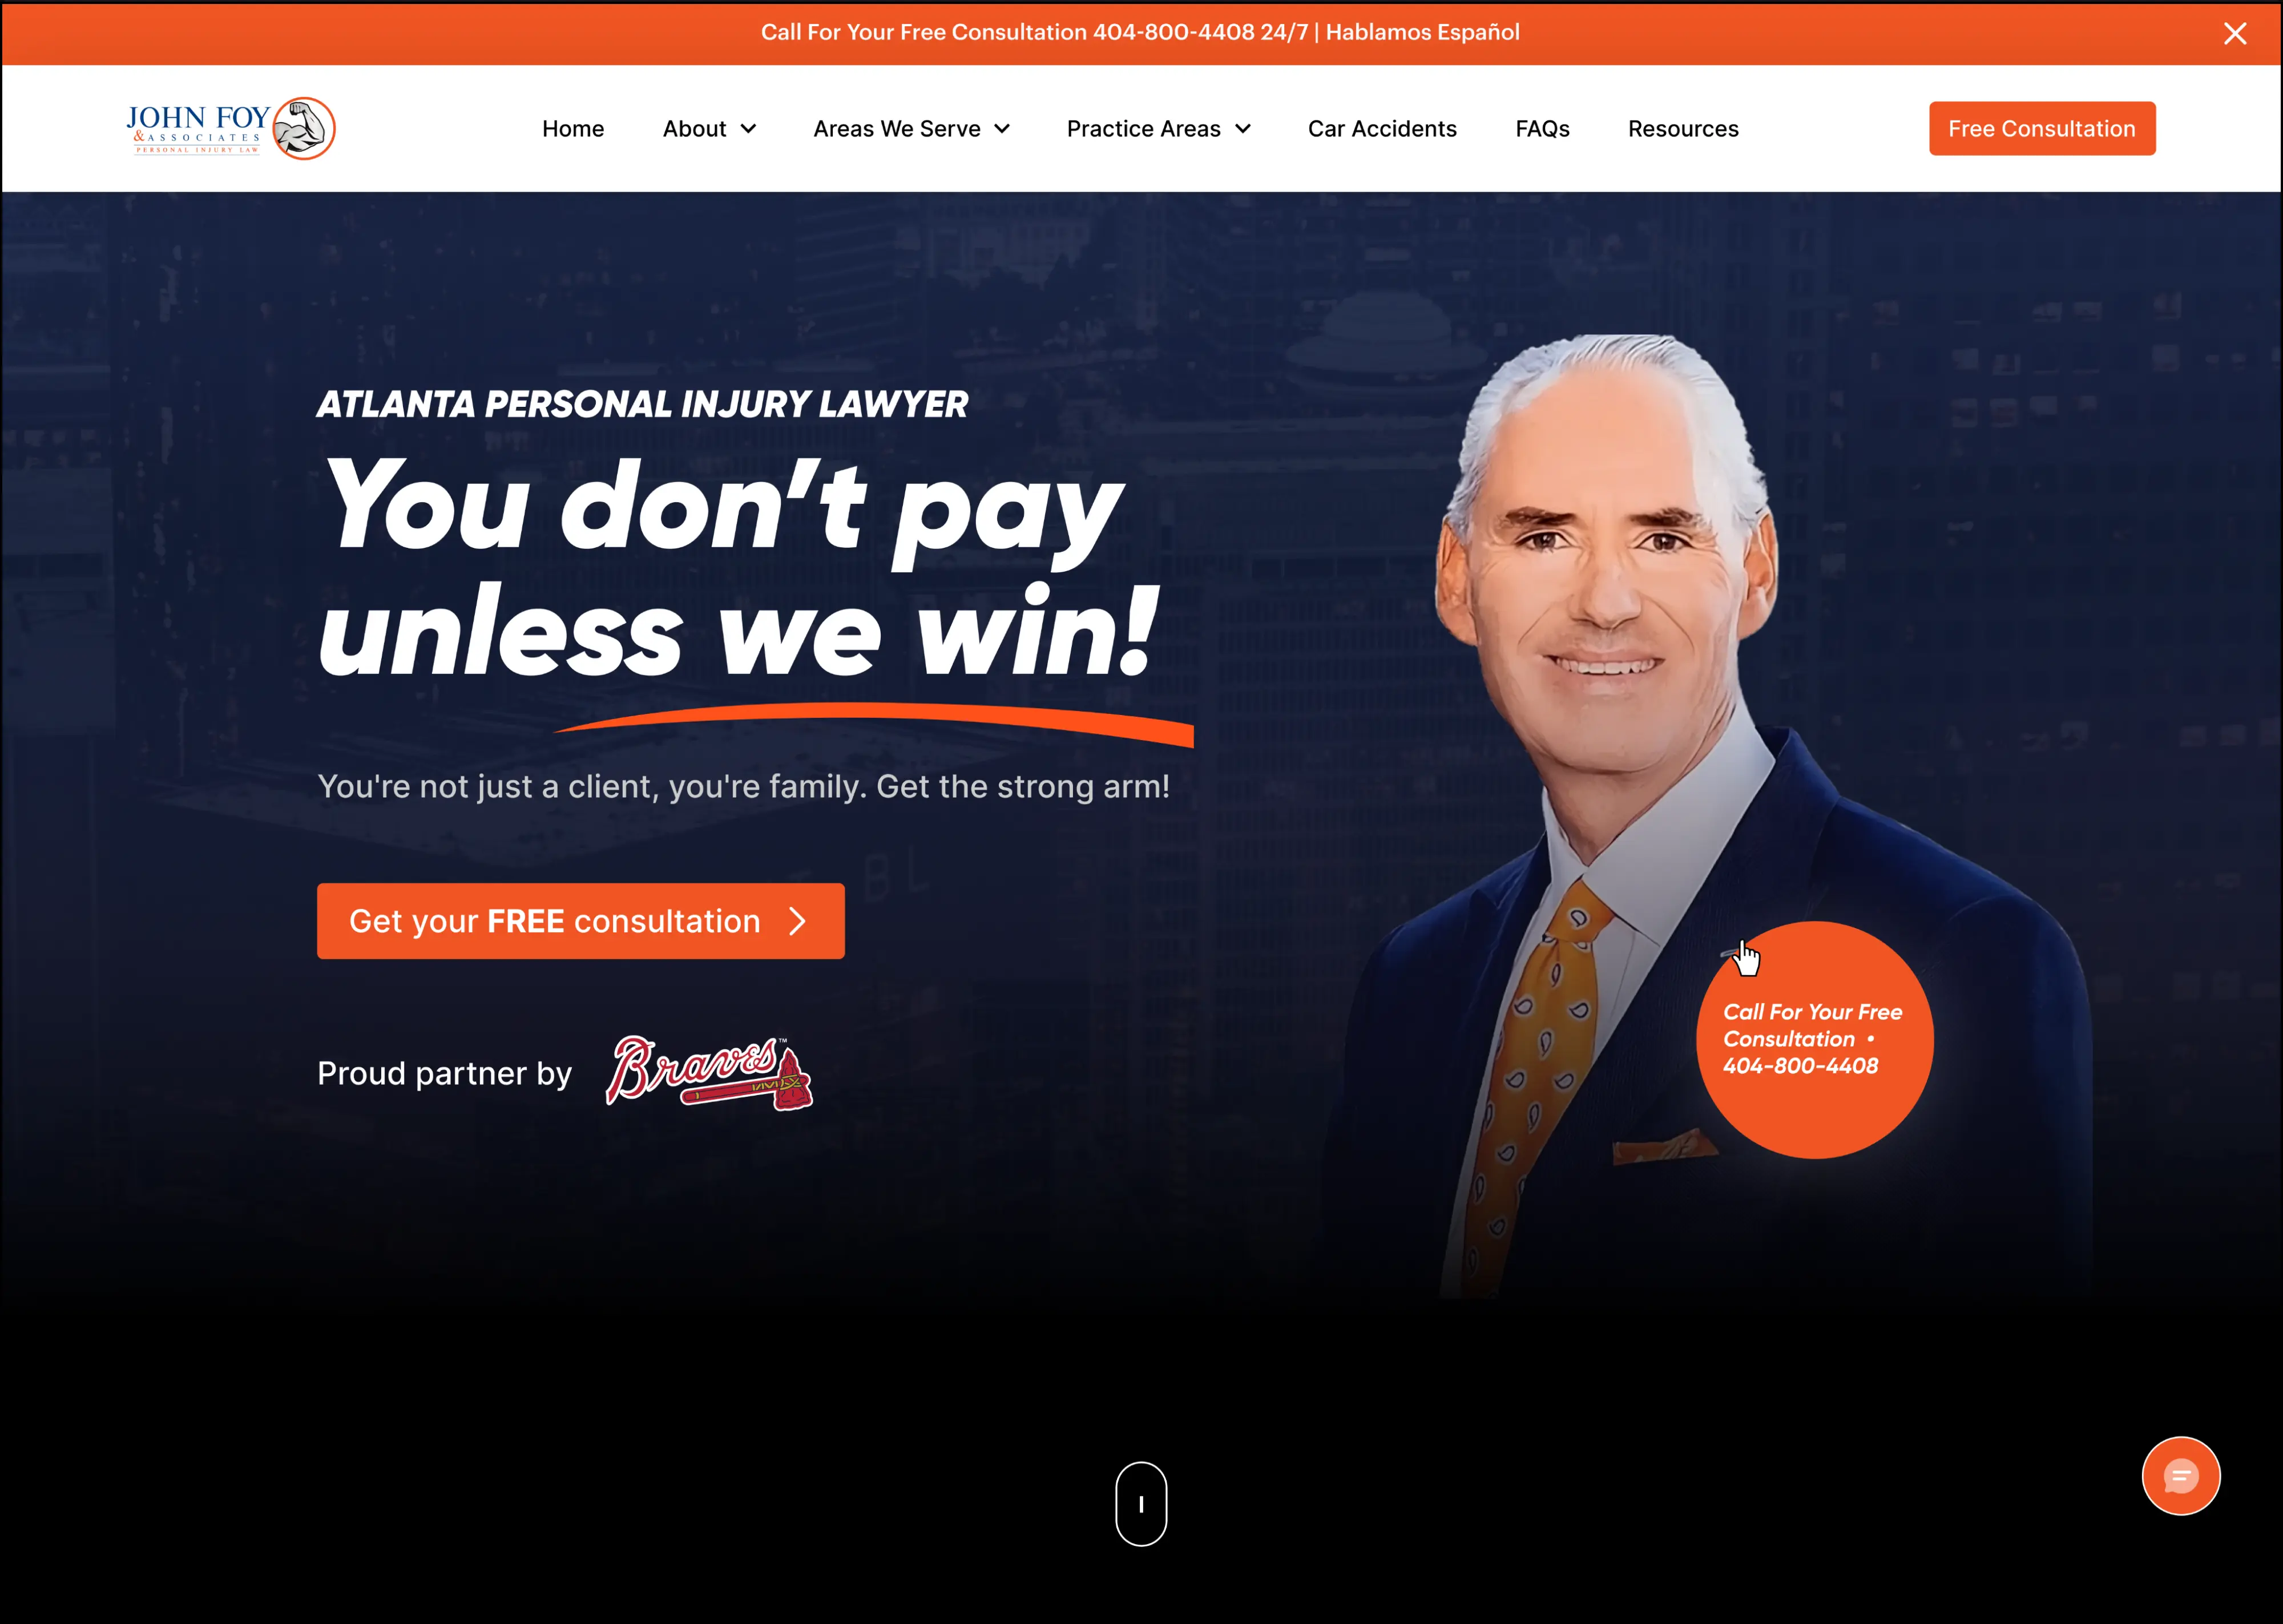 Call For Your Free Consultation 404-800-4408 24/7 | Hablamos Español
JOHN FOY
&ASSOCIATES
PERSONAL INJURY LAW
Home
About
Areas We Serve
Practice Areas
Car Accidents
FAQs
Resources
Free Consultation
ATLANTA PERSONAL INJURY LAWYER
You don't pay
unless we win!
You're not just a client, you're family. Get the strong arm!
Get your FREE consultation
Proud partner by
Braves™
Call For Your Free
Consultation •
404-800-4408